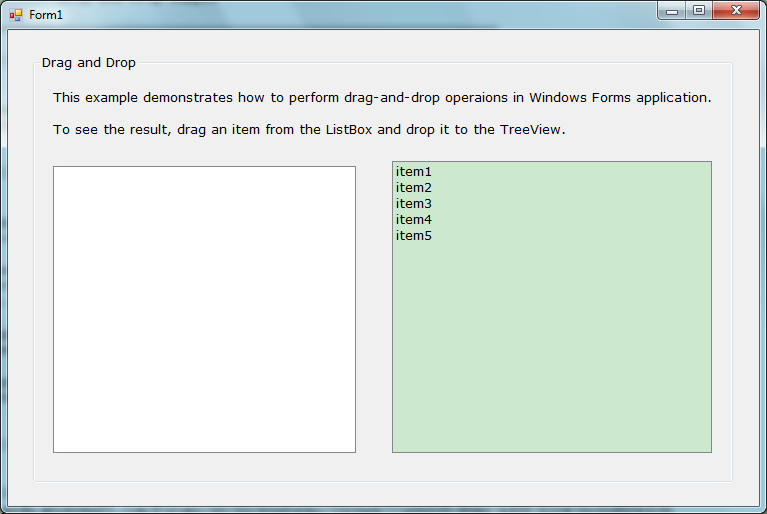 Form1
Drag and Drop
This example demonstrates how to perform drag-and-drop operaions in Windows Forms application.
To see the result, drag an item from the ListBox and drop it to the TreeView.
item1
item2
item3
item4
item5